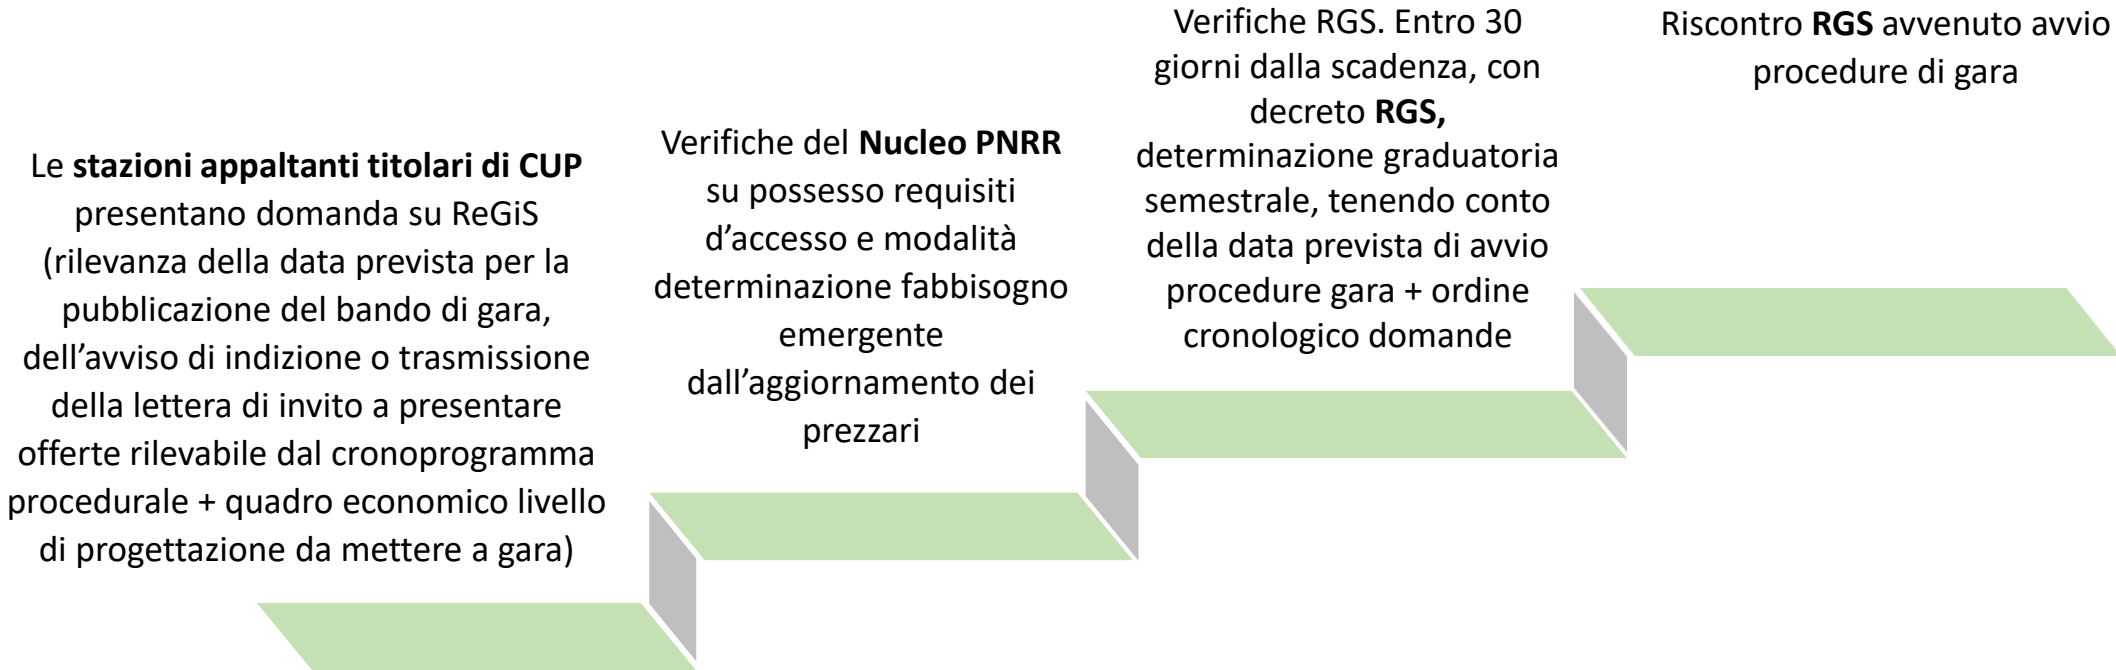 Le stazioni appaltanti titolari di CUP
presentano domanda su ReGiS
(rilevanza della data prevista per la
pubblicazione del bando di gara,
dell’avviso di indizione o trasmissione
della lettera di invito a presentare
offerte rilevabile dal cronoprogramma
procedurale + quadro economico livello
di progettazione da mettere a gara)
Verifiche del Nucleo PNRR
su possesso requisiti
d’accesso e modalità
determinazione fabbisogno
emergente
dall’aggiornamento dei
prezzari
Verifiche RGS. Entro 30
giorni dalla scadenza, con
decreto RGS,
determinazione graduatoria
semestrale, tenendo conto
della data prevista di avvio
procedure gara + ordine
cronologico domande
Riscontro RGS avvenuto avvio
procedure di gara